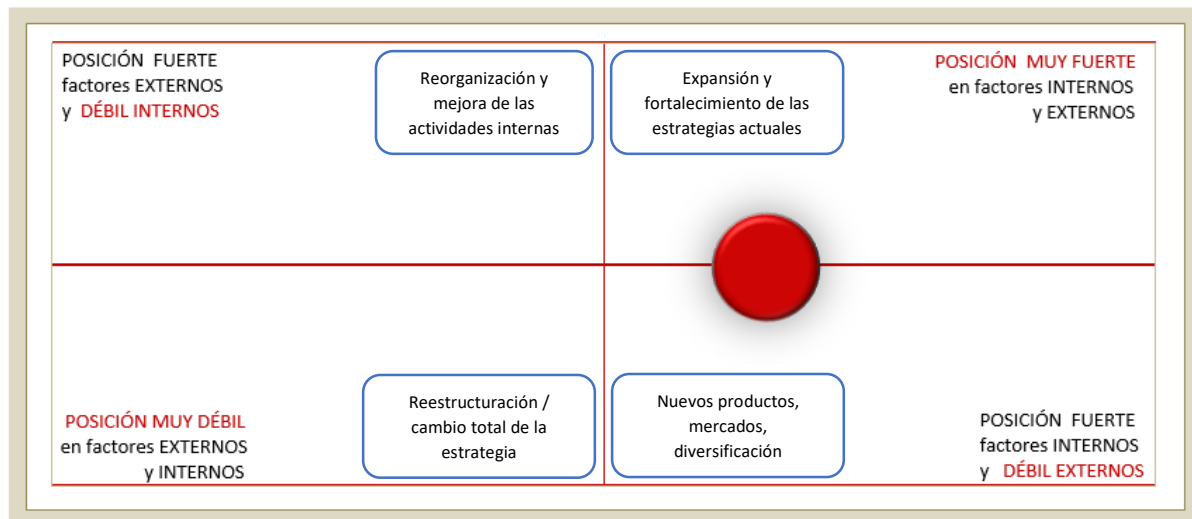 POSICIÓN FUERTE
factores EXTERNOS
y DÉBIL INTERNOS
Reorganización y
mejora de las
actividades internas
Expansión y
fortalecimiento de las
estrategias actuales
POSICIÓN MUY FUERTE
en factores INTERNOS
y EXTERNOS
POSICIÓN MUY DÉBIL
en factores EXTERNOS
y INTERNOS
Reestructuración /
cambio total de la
estrategia
Nuevos productos,
mercados,
diversificación
POSICIÓN FUERTE
factores INTERNOS
y DÉBIL EXTERNOS